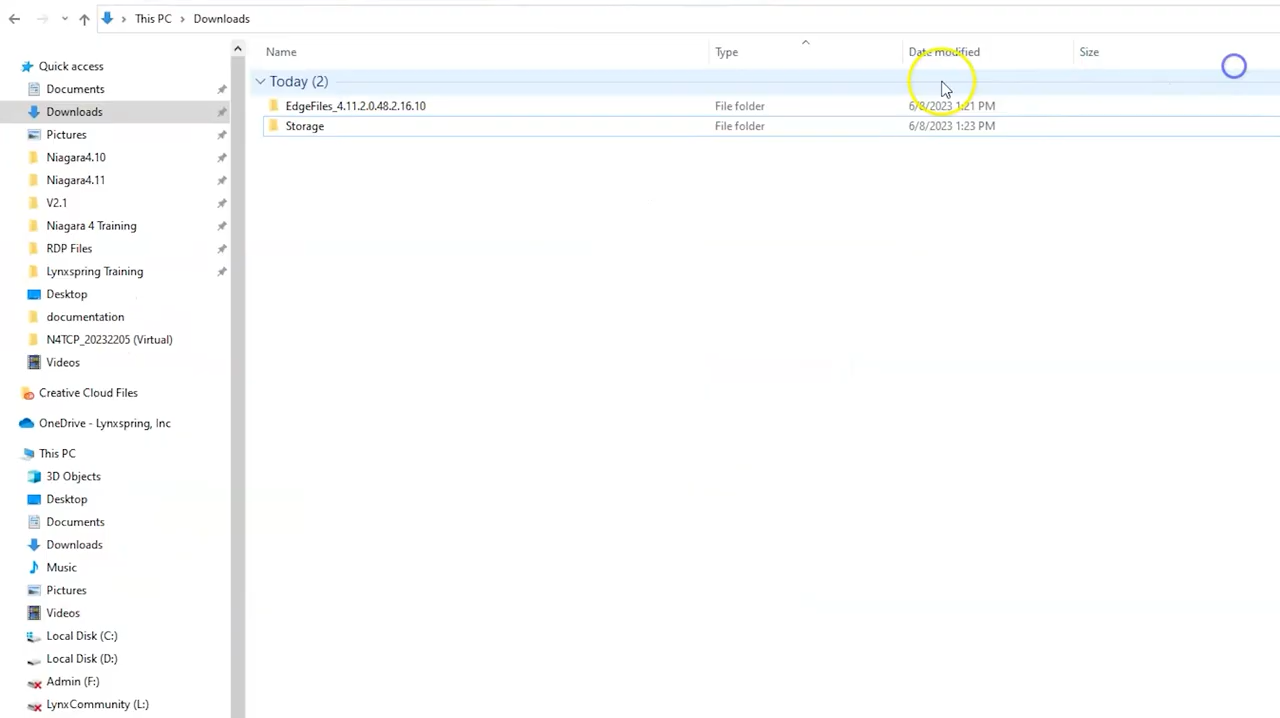 This PC > Downloads
Name Type Date modified Size
Quick access
Documents
Downloads
Pictures
Niagara4.10
Niagara4.11
V2.1
Niagara 4 Training
RDP Files
Lynxspring Training
Desktop
documentation
N4TCP_20232205 (Virtual)
Videos
Creative Cloud Files
OneDrive - Lynxspring, Inc
This PC
3D Objects
Desktop
Documents
Downloads
Music
Pictures
Videos
Local Disk (C:)
Local Disk (D:)
Admin (F:)
LynxCommunity (L:)
Today (2)
EdgeFiles_4.11.2.0.48.2.16.10 File folder 6/8/2023 1:21 PM
Storage File folder 6/8/2023 1:23 PM